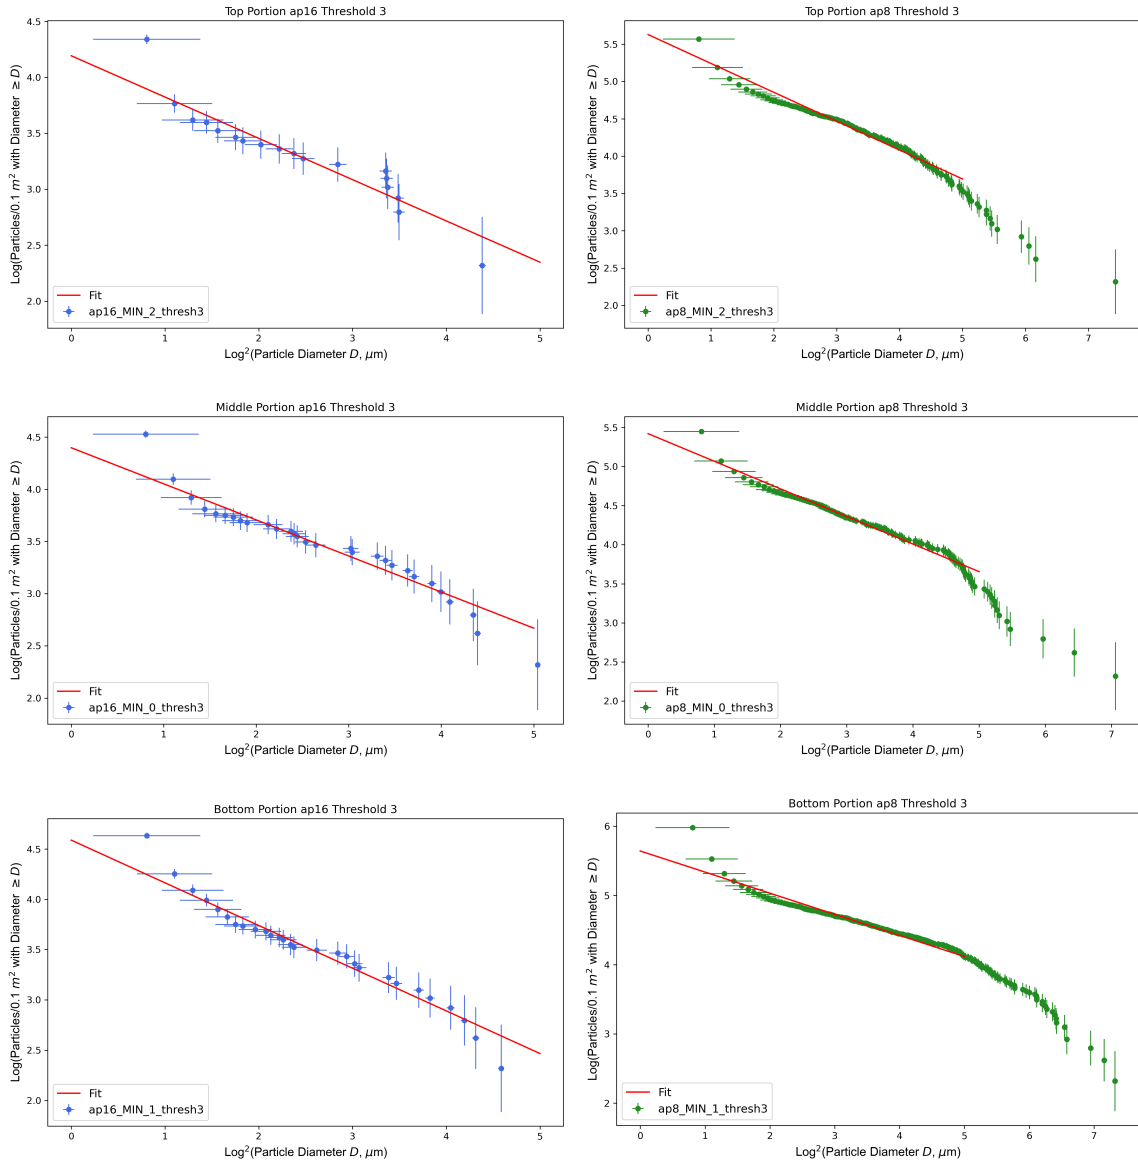 Top Portion ap16 Threshold 3
Log(Particles/0.1 m² with Diameter ≥ D)
4.5
4.0
3.5
3.0
2.5
2.0
Fit
ap16_MIN_2_thresh3
0 1 2 3 4 5
Log²(Particle Diameter D, μm)
Top Portion ap8 Threshold 3
Log(Particles/0.1 m² with Diameter ≥ D)
5.5
5.0
4.5
4.0
3.5
3.0
2.5
2.0
Fit
ap8_MIN_2_thresh3
0 1 2 3 4 5 6 7
Log²(Particle Diameter D, μm)
Middle Portion ap16 Threshold 3
Log(Particles/0.1 m² with Diameter ≥ D)
4.5
4.0
3.5
3.0
2.5
2.0
Fit
ap16_MIN_0_thresh3
0 1 2 3 4 5
Log²(Particle Diameter D, μm)
Middle Portion ap8 Threshold 3
Log(Particles/0.1 m² with Diameter ≥ D)
5.5
5.0
4.5
4.0
3.5
3.0
2.5
2.0
Fit
ap8_MIN_0_thresh3
0 1 2 3 4 5 6 7
Log²(Particle Diameter D, μm)
Bottom Portion ap16 Threshold 3
Log(Particles/0.1 m² with Diameter ≥ D)
4.5
4.0
3.5
3.0
2.5
2.0
Fit
ap16_MIN_1_thresh3
0 1 2 3 4 5
Log²(Particle Diameter D, μm)
Bottom Portion ap8 Threshold 3
Log(Particles/0.1 m² with Diameter ≥ D)
6
5
4
3
2
Fit
ap8_MIN_1_thresh3
0 1 2 3 4 5 6 7
Log²(Particle Diameter D, μm)